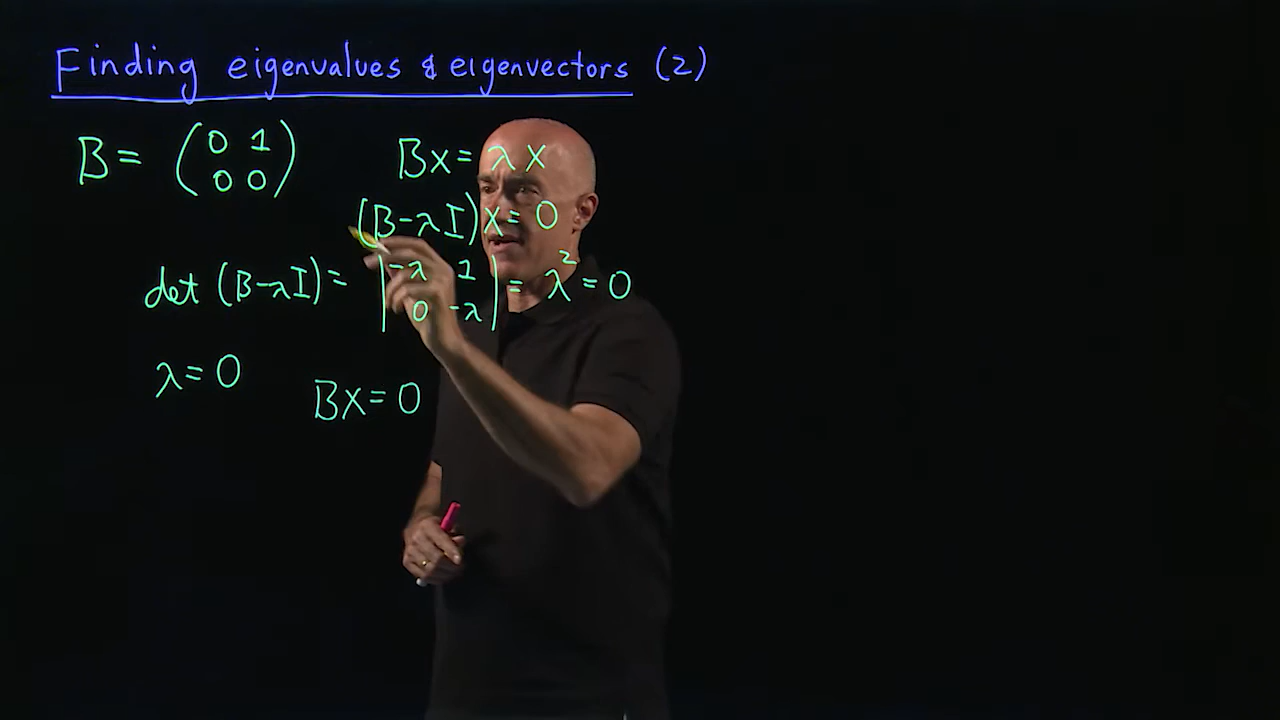 Finding eigenvalues & eigenvectors (2)
B = (0 1
0 0)
Bx = λx
(B-λI)x = 0
det (B-λI) = |-λ 1
0 -λ| = λ² = 0
λ = 0
Bx = 0